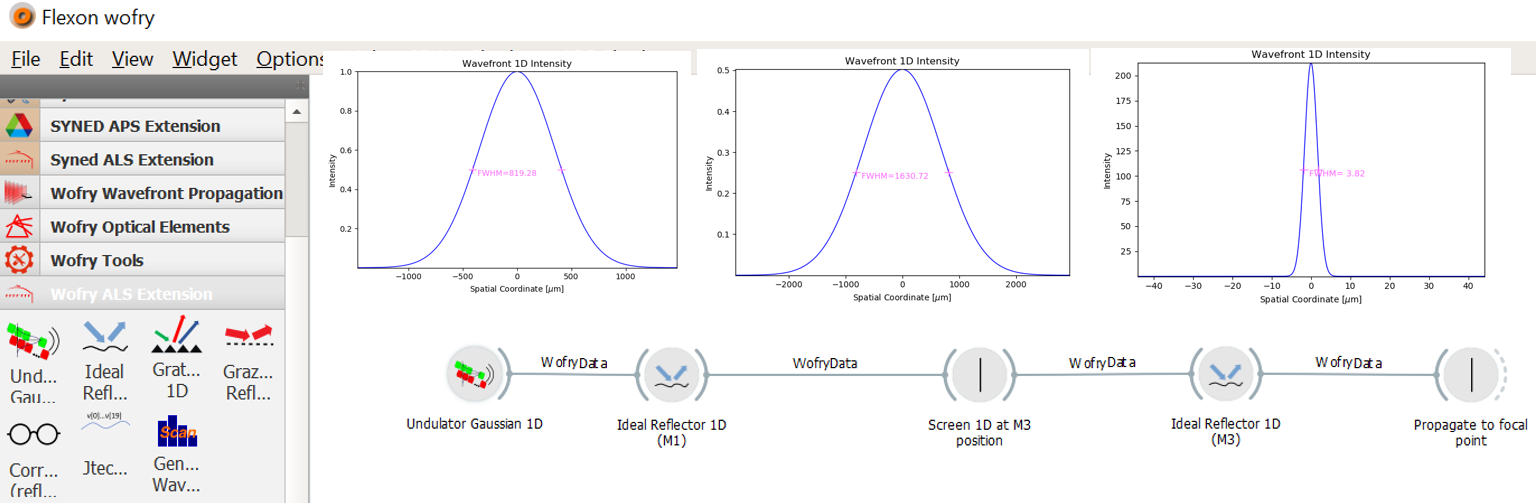 Flexon wofry
File Edit View Widget Options
SYNED APS Extension
Syned ALS Extension
Wofry Wavefront Propagation
Wofry Optical Elements
Wofry Tools
Wofry ALS Extension
Und...
Gau...
Ideal
Refl...
Grat...
1D
Graz...
Refl...
v(0)...v(19)
Scan
Corr...
(refl...
Jtec...
Gen...
Wav...
Wavefront 1D Intensity
Intensity
1.0
0.8
0.6
0.4
0.2
FWHM=819.28
−1000 −500 0 500 1000
Spatial Coordinate [μm]
Wavefront 1D Intensity
Intensity
0.5
0.4
0.3
0.2
0.1
FWHM=1630.72
−2000 −1000 0 1000 2000
Spatial Coordinate [μm]
Wavefront 1D Intensity
Intensity
200
175
150
125
100
75
50
25
FWHM= 3.82
−40 −30 −20 −10 0 10 20 30 40
Spatial Coordinate [μm]
WofryData WofryData WofryData WofryData
Undulator Gaussian 1D
Ideal Reflector 1D
(M1)
Screen 1D at M3
position
Ideal Reflector 1D
(M3)
Propagate to focal
point